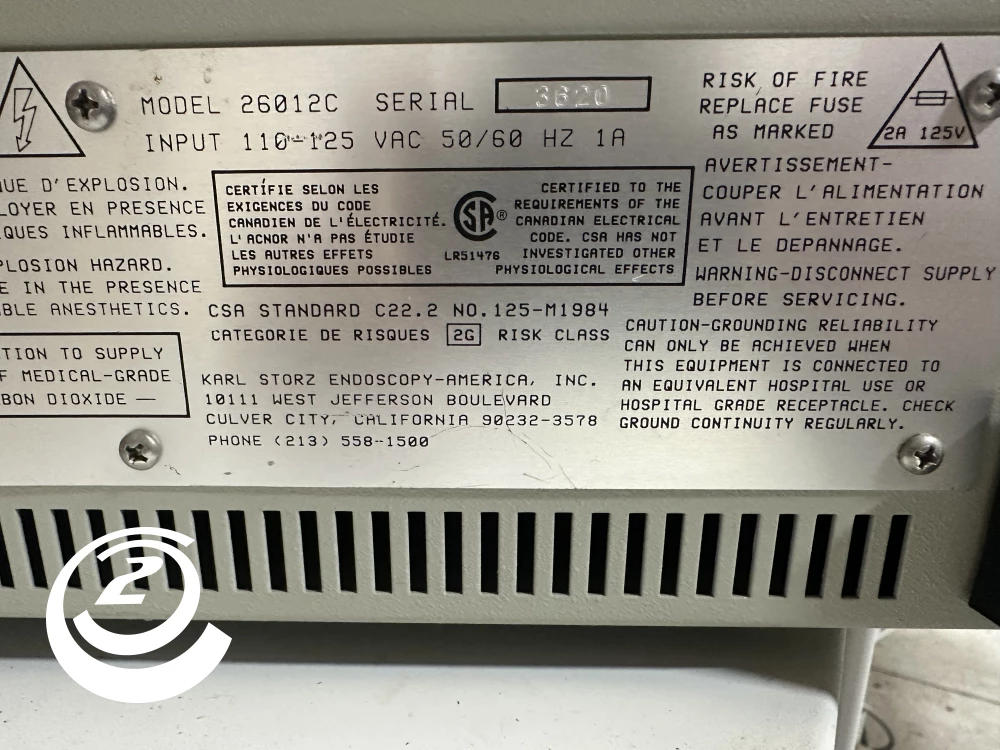 MODEL 26012C SERIAL 3620
INPUT 110-125 VAC 50/60 HZ 1A
RISK OF FIRE
REPLACE FUSE
AS MARKED
2A 125V
UE D'EXPLOSION.
LOYER EN PRESENCE
QUES INFLAMMABLES.
PLOSION HAZARD.
E IN THE PRESENCE
BLE ANESTHETICS.
TION TO SUPPLY
F MEDICAL-GRADE
BON DIOXIDE —
CERTIFIE SELON LES
EXIGENCES DU CODE
CANADIEN DE L'ÉLECTRICITÉ.
L'ACNOR N'A PAS ÉTUDIE
LES AUTRES EFFETS
PHYSIOLOGIQUES POSSIBLES
SA®
LR51476
CERTIFIED TO THE
REQUIREMENTS OF THE
CANADIAN ELECTRICAL
CODE. CSA HAS NOT
INVESTIGATED OTHER
PHYSIOLOGICAL EFFECTS
CSA STANDARD C22.2 NO.125-M1984
CATEGORIE DE RISQUES 2G RISK CLASS
KARL STORZ ENDOSCOPY-AMERICA, INC.
10111 WEST JEFFERSON BOULEVARD
CULVER CITY, CALIFORNIA 90232-3578
PHONE (213) 558-1500
AVERTISSEMENT-
COUPER L'ALIMENTATION
AVANT L'ENTRETIEN
ET LE DEPANNAGE.
WARNING-DISCONNECT SUPPLY
BEFORE SERVICING.
CAUTION-GROUNDING RELIABILITY
CAN ONLY BE ACHIEVED WHEN
THIS EQUIPMENT IS CONNECTED TO
AN EQUIVALENT HOSPITAL USE OR
HOSPITAL GRADE RECEPTACLE. CHECK
GROUND CONTINUITY REGULARLY.
2